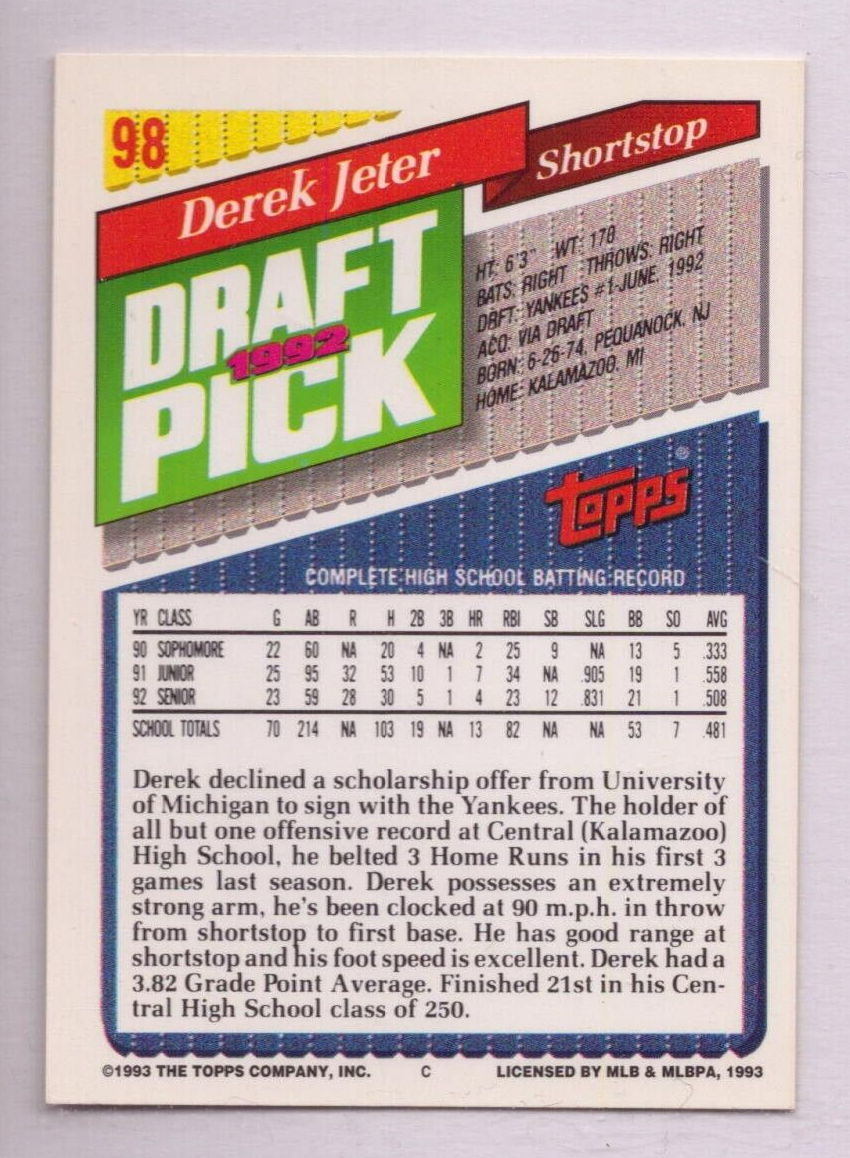 98
Derek Jeter
Shortstop
DRAFT
1992
PICK
HT: 6'3" WT: 178
BATS: RIGHT THROWS: RIGHT
DRFT: YANKEES #1-JUNE, 1992
ACQ: VIA DRAFT
BORN: 6-26-74, PEQUANOCK, NJ
HOME: KALAMAZOO, MI
topps®
COMPLETE HIGH SCHOOL BATTING RECORD
YR CLASS G AB R H 2B 3B HR RBI SB SLG BB SO AVG
90 SOPHOMORE 22 60 NA 20 4 NA 2 25 9 NA 13 5 .333
91 JUNIOR 25 95 32 53 10 1 7 34 NA .905 19 1 .558
92 SENIOR 23 59 28 30 5 1 4 23 12 .831 21 1 .508
SCHOOL TOTALS 70 214 NA 103 19 NA 13 82 NA NA 53 7 .481
Derek declined a scholarship offer from University
of Michigan to sign with the Yankees. The holder of
all but one offensive record at Central (Kalamazoo)
High School, he belted 3 Home Runs in his first 3
games last season. Derek possesses an extremely
strong arm, he's been clocked at 90 m.p.h. in throw
from shortstop to first base. He has good range at
shortstop and his foot speed is excellent. Derek had a
3.82 Grade Point Average. Finished 21st in his Cen-
tral High School class of 250.
©1993 THE TOPPS COMPANY, INC. C LICENSED BY MLB & MLBPA, 1993